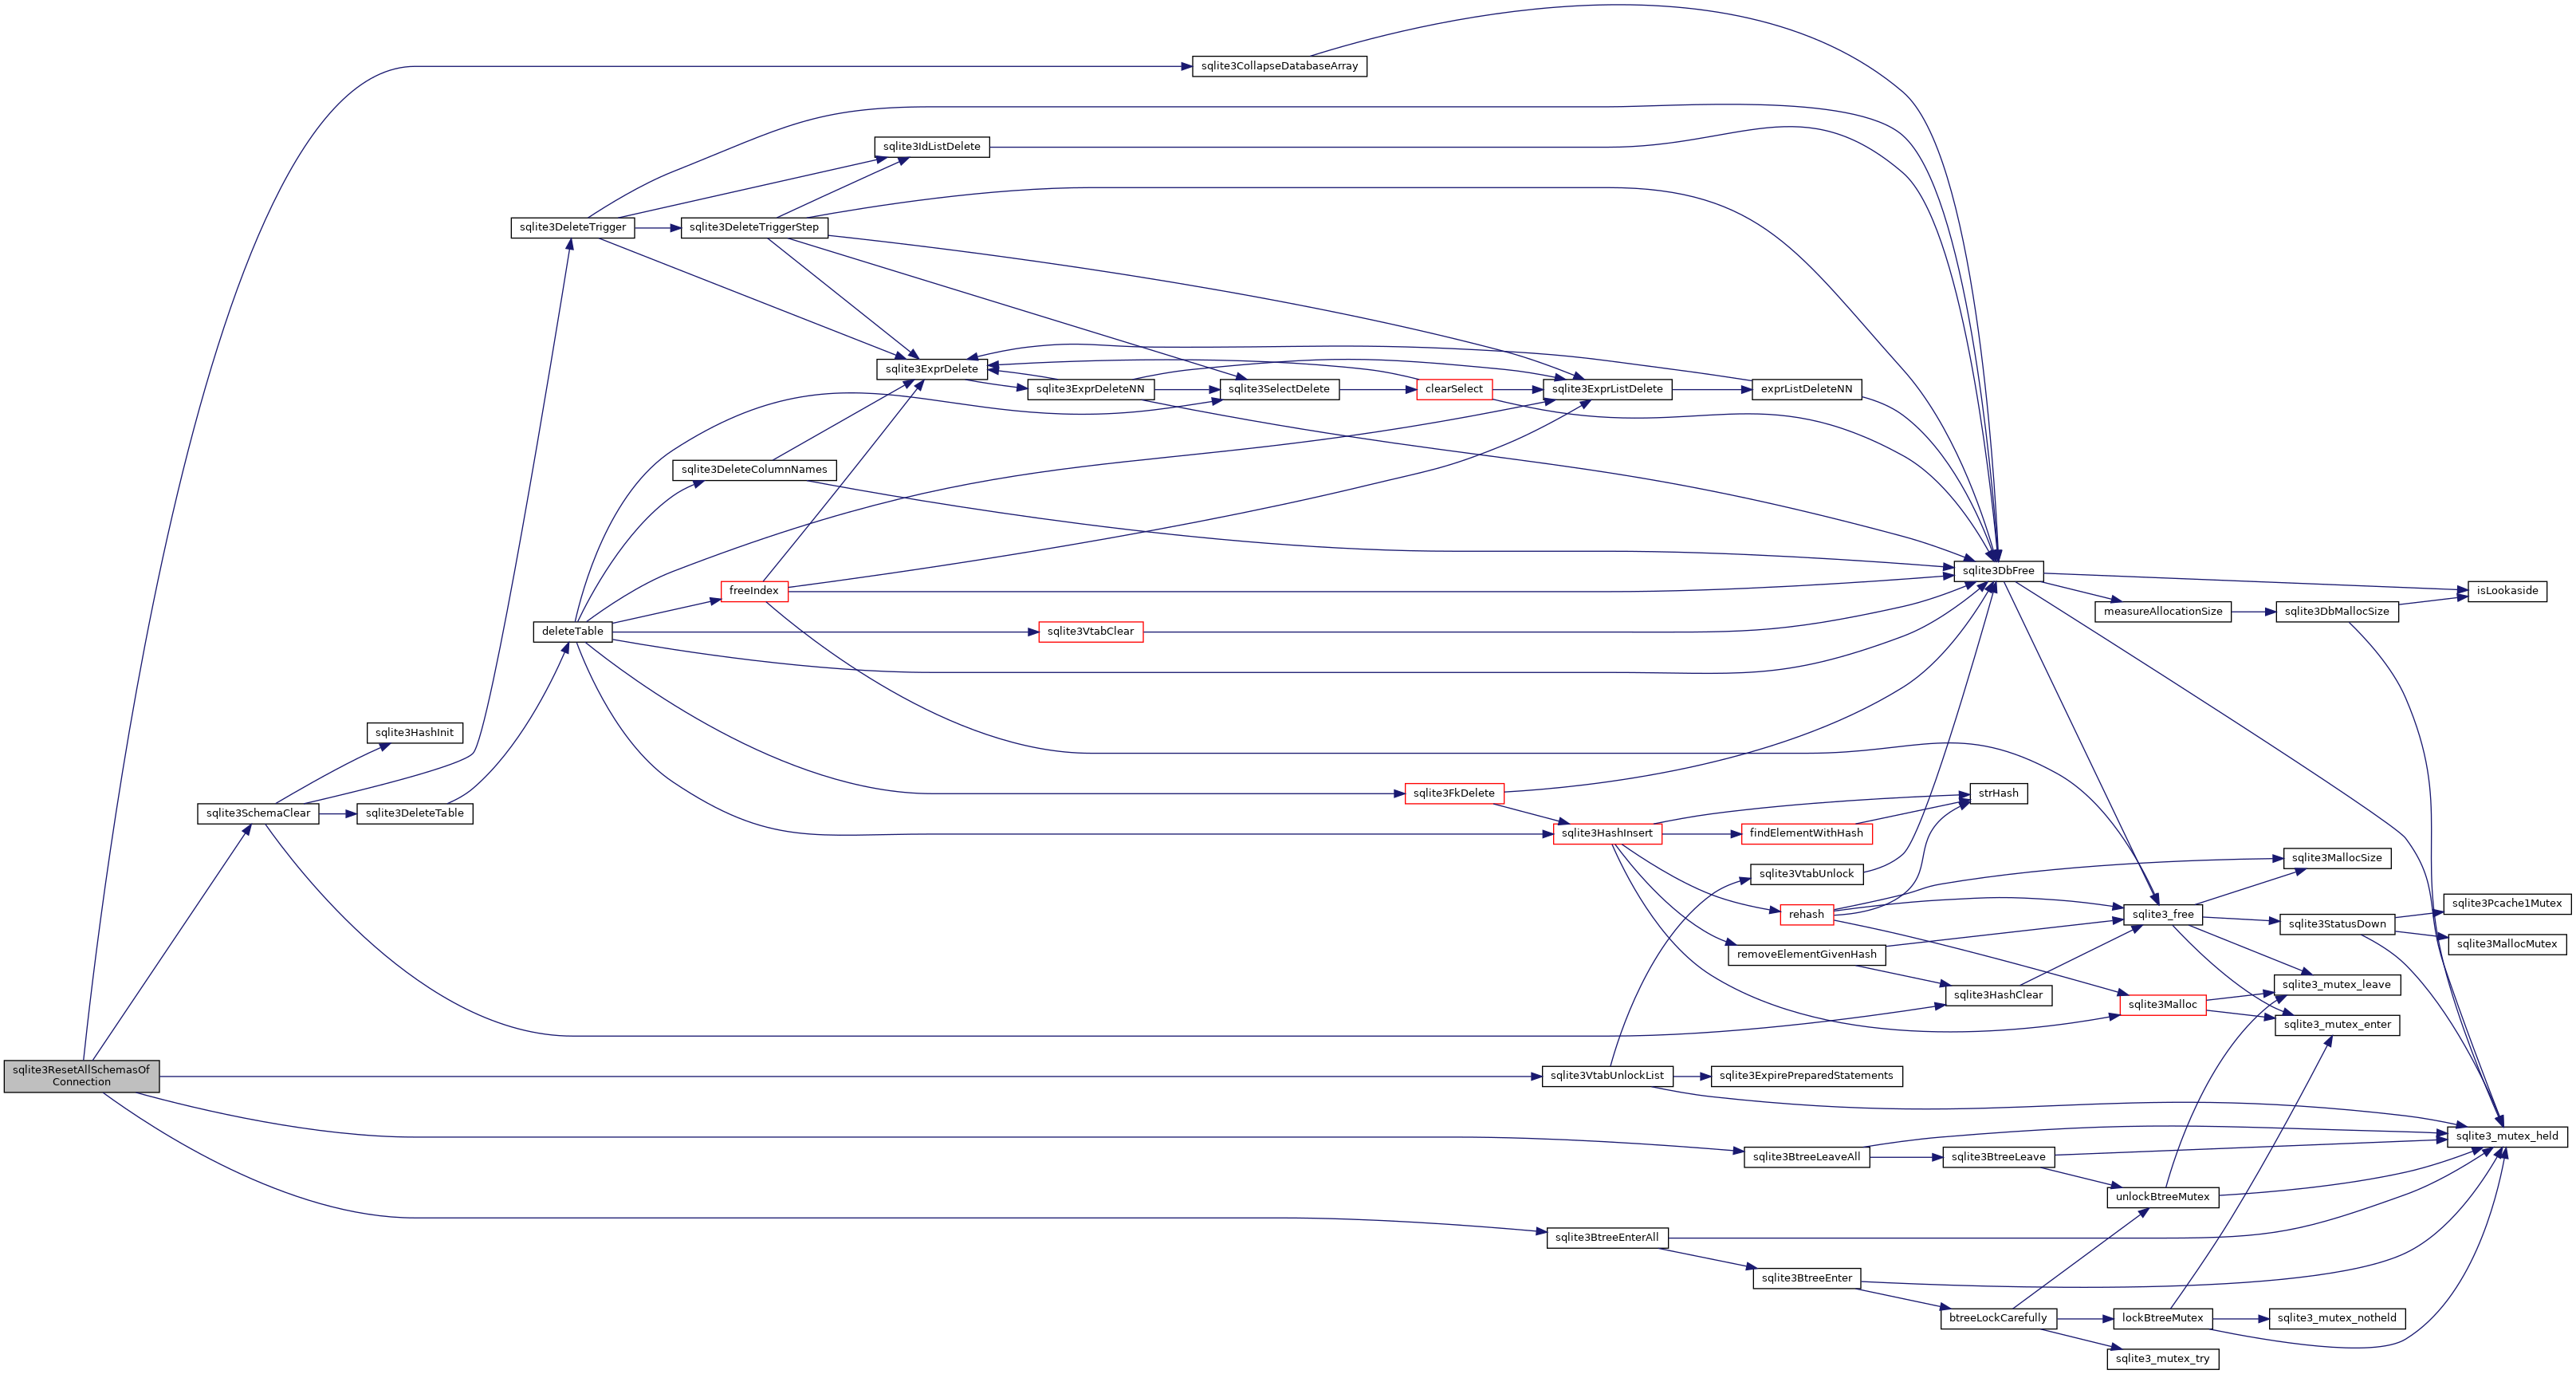 sqlite3CollapseDatabaseArray
sqlite3IdListDelete
sqlite3DeleteTrigger
sqlite3DeleteTriggerStep
sqlite3ExprDelete
sqlite3ExprDeleteNN
sqlite3SelectDelete
clearSelect
sqlite3ExprListDelete
exprListDeleteNN
sqlite3DeleteColumnNames
sqlite3DbFree
freeIndex
isLookaside
measureAllocationSize
sqlite3DbMallocSize
deleteTable
sqlite3VtabClear
sqlite3HashInit
sqlite3FkDelete
strHash
sqlite3SchemaClear
sqlite3DeleteTable
sqlite3HashInsert
findElementWithHash
sqlite3MallocSize
sqlite3VtabUnlock
sqlite3Pcache1Mutex
rehash
sqlite3_free
sqlite3StatusDown
sqlite3MallocMutex
removeElementGivenHash
sqlite3_mutex_leave
sqlite3HashClear
sqlite3Malloc
sqlite3_mutex_enter
sqlite3ResetAllSchemasOf
Connection
sqlite3VtabUnlockList
sqlite3ExpirePreparedStatements
sqlite3_mutex_held
sqlite3BtreeLeaveAll
sqlite3BtreeLeave
unlockBtreeMutex
sqlite3BtreeEnterAll
sqlite3BtreeEnter
btreeLockCarefully
lockBtreeMutex
sqlite3_mutex_notheld
sqlite3_mutex_try